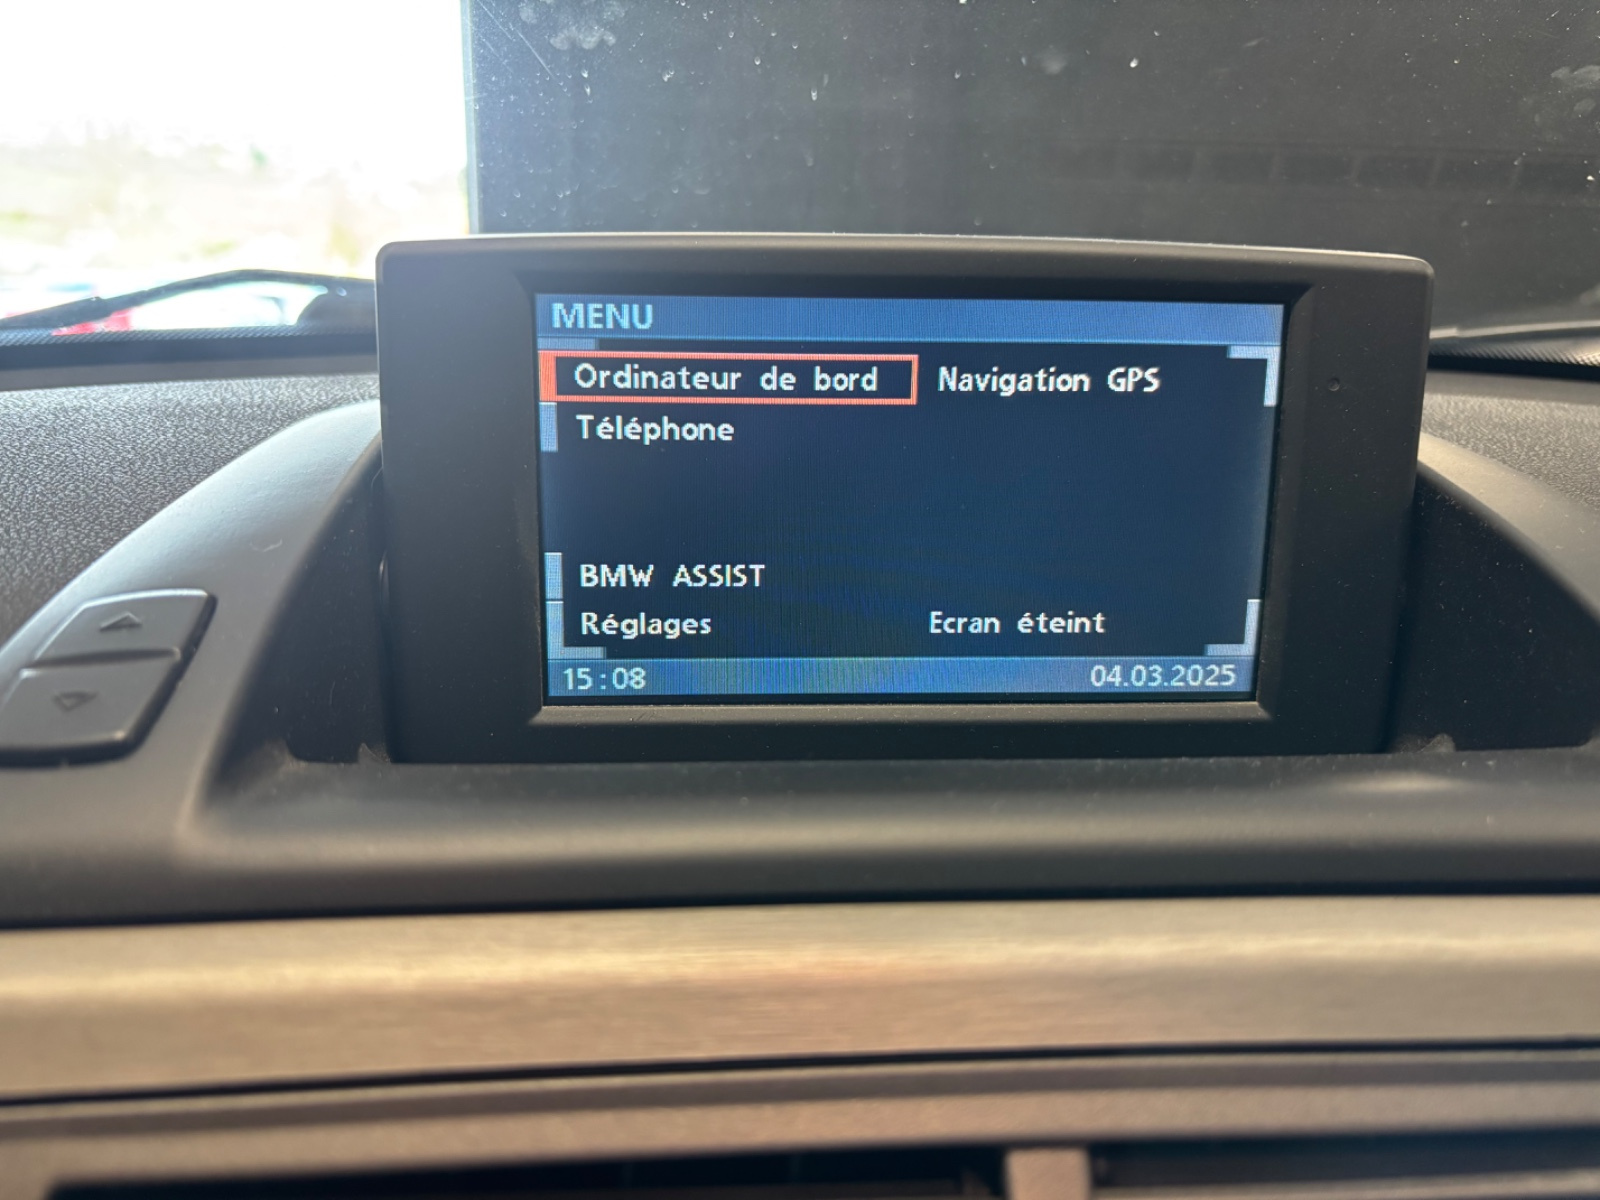 MENU
Ordinateur de bord Navigation GPS
Téléphone
BMW ASSIST
Réglages Ecran éteint
15:08 04.03.2025